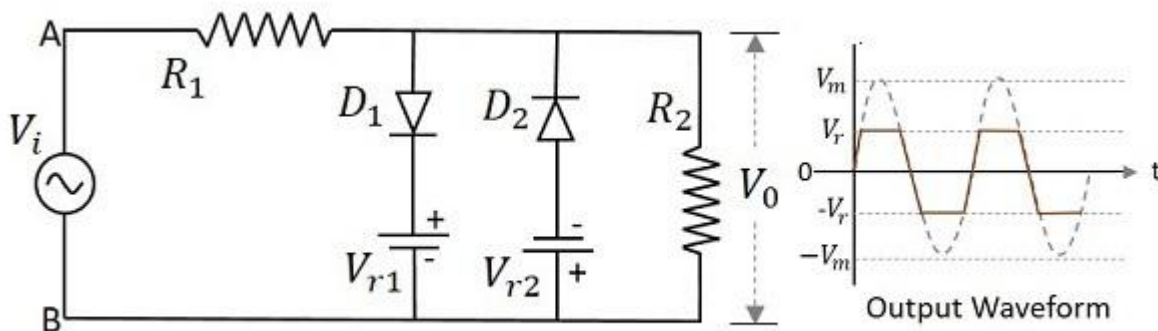 A
R₁
Vᵢ
D₁
D₂
R₂
V₀
+
-
Vᵣ₁
-
+
Vᵣ₂
B
Vₘ
Vᵣ
0
t
-Vᵣ
−Vₘ
Output Waveform